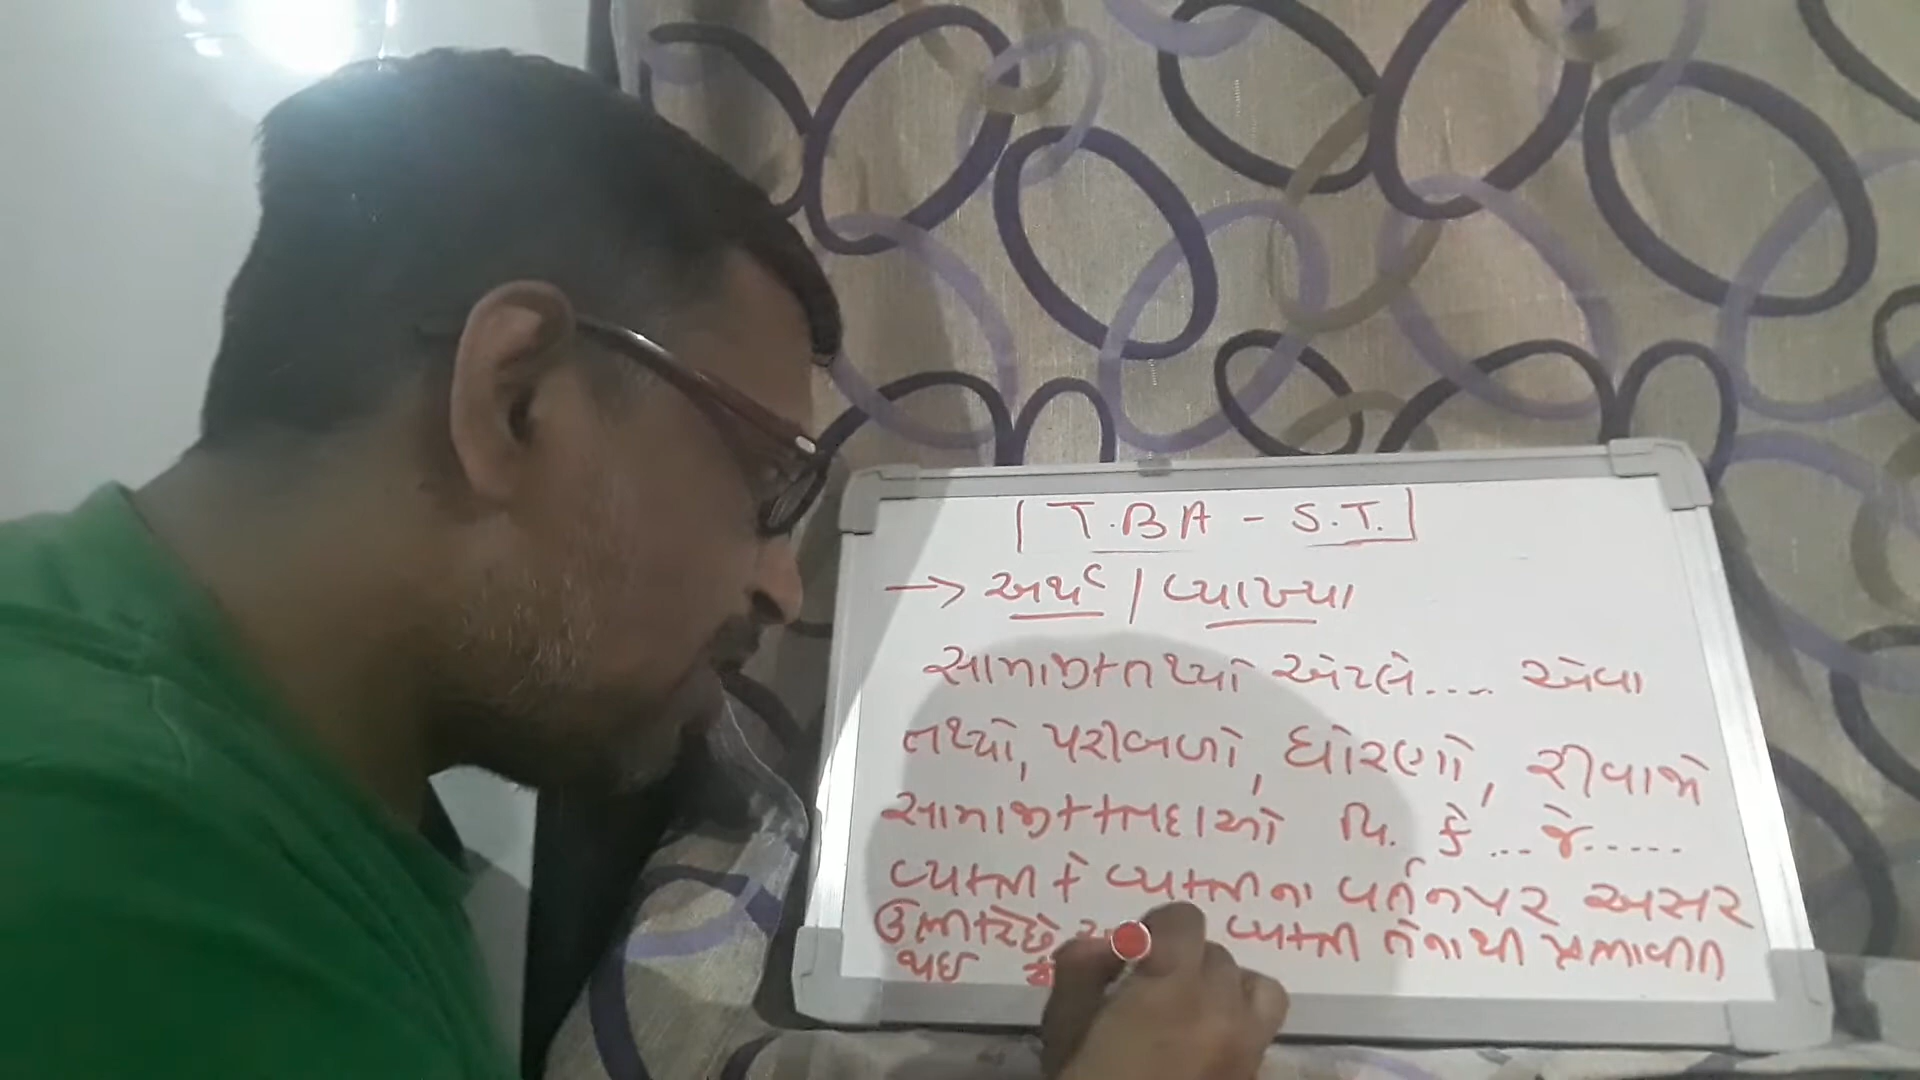 T.BA - S.T.
→ અર્થ / વ્યાખ્યા
સામાજીક તથ્યો એટલે.... એવા
તથ્યો, પરીબળો, ધોરણો, રીવાજો
સામાજીક કે ... જે.....
વ્યક્તી કે વ્યક્તીના વર્તન પર અસર
ઉભી કરે છે વ્યક્તી તેનાથી પ્રભાવીત
થઇ